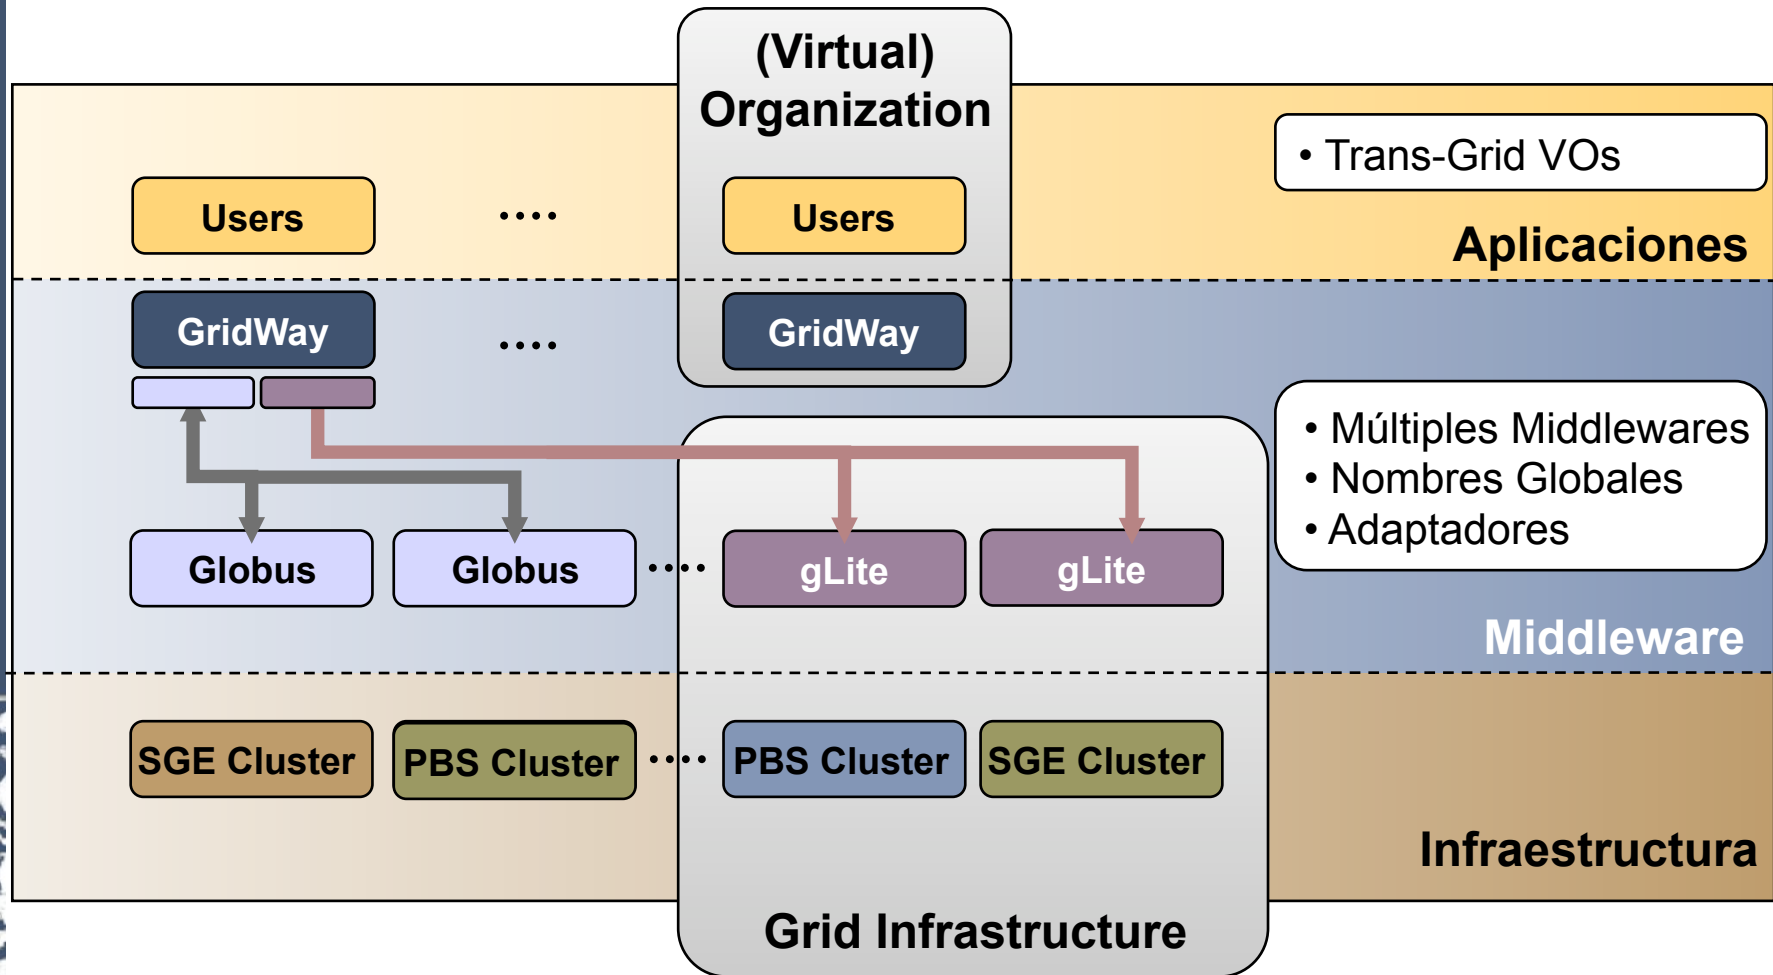 (Virtual)
Organization
• Trans-Grid VOs
Users
....
Users
Aplicaciones
GridWay
....
GridWay
• Múltiples Middlewares
• Nombres Globales
• Adaptadores
Globus
Globus
....
gLite
gLite
Middleware
SGE Cluster
PBS Cluster
....
PBS Cluster
SGE Cluster
Infraestructura
Grid Infrastructure